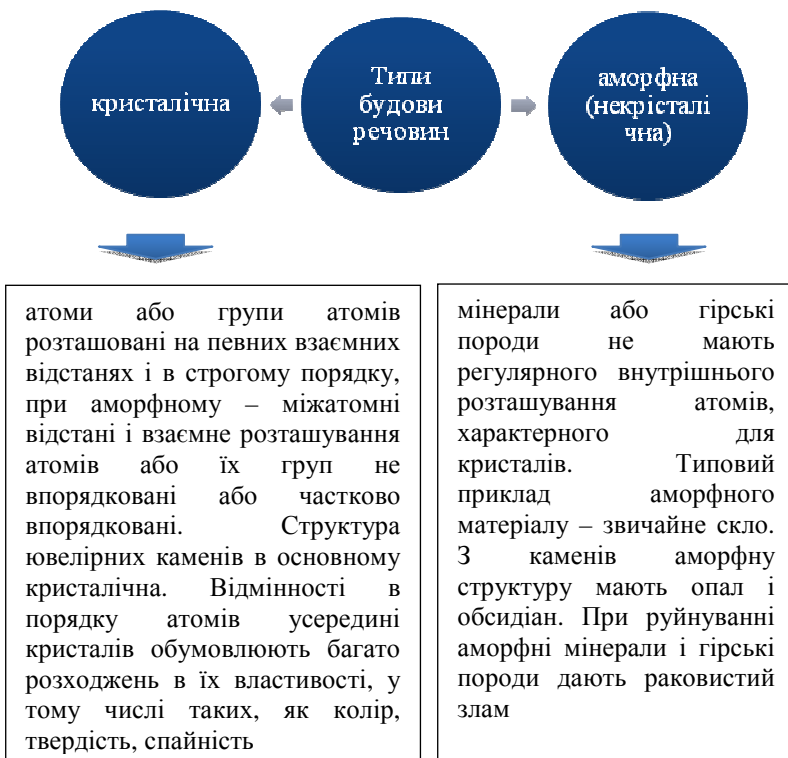 кристалічна
Типи
будови
речовин
аморфна
(некрісталі
чна)
атоми або групи атомів
розташовані на певних взаємних
відстанях і в строгому порядку,
при аморфному – міжатомні
відстані і взаємне розташування
атомів або їх груп не
впорядковані або частково
впорядковані. Структура
ювелірних каменів в основному
кристалічна. Відмінності в
порядку атомів усередині
кристалів обумовлюють багато
розходжень в їх властивості, у
тому числі таких, як колір,
твердість, спайність
мінерали або гірські
породи не мають
регулярного внутрішнього
розташування атомів,
характерного для
кристалів. Типовий
приклад аморфного
матеріалу – звичайне скло.
З каменів аморфну
структуру мають опал і
обсидіан. При руйнуванні
аморфні мінерали і гірські
породи дають раковистий
злам